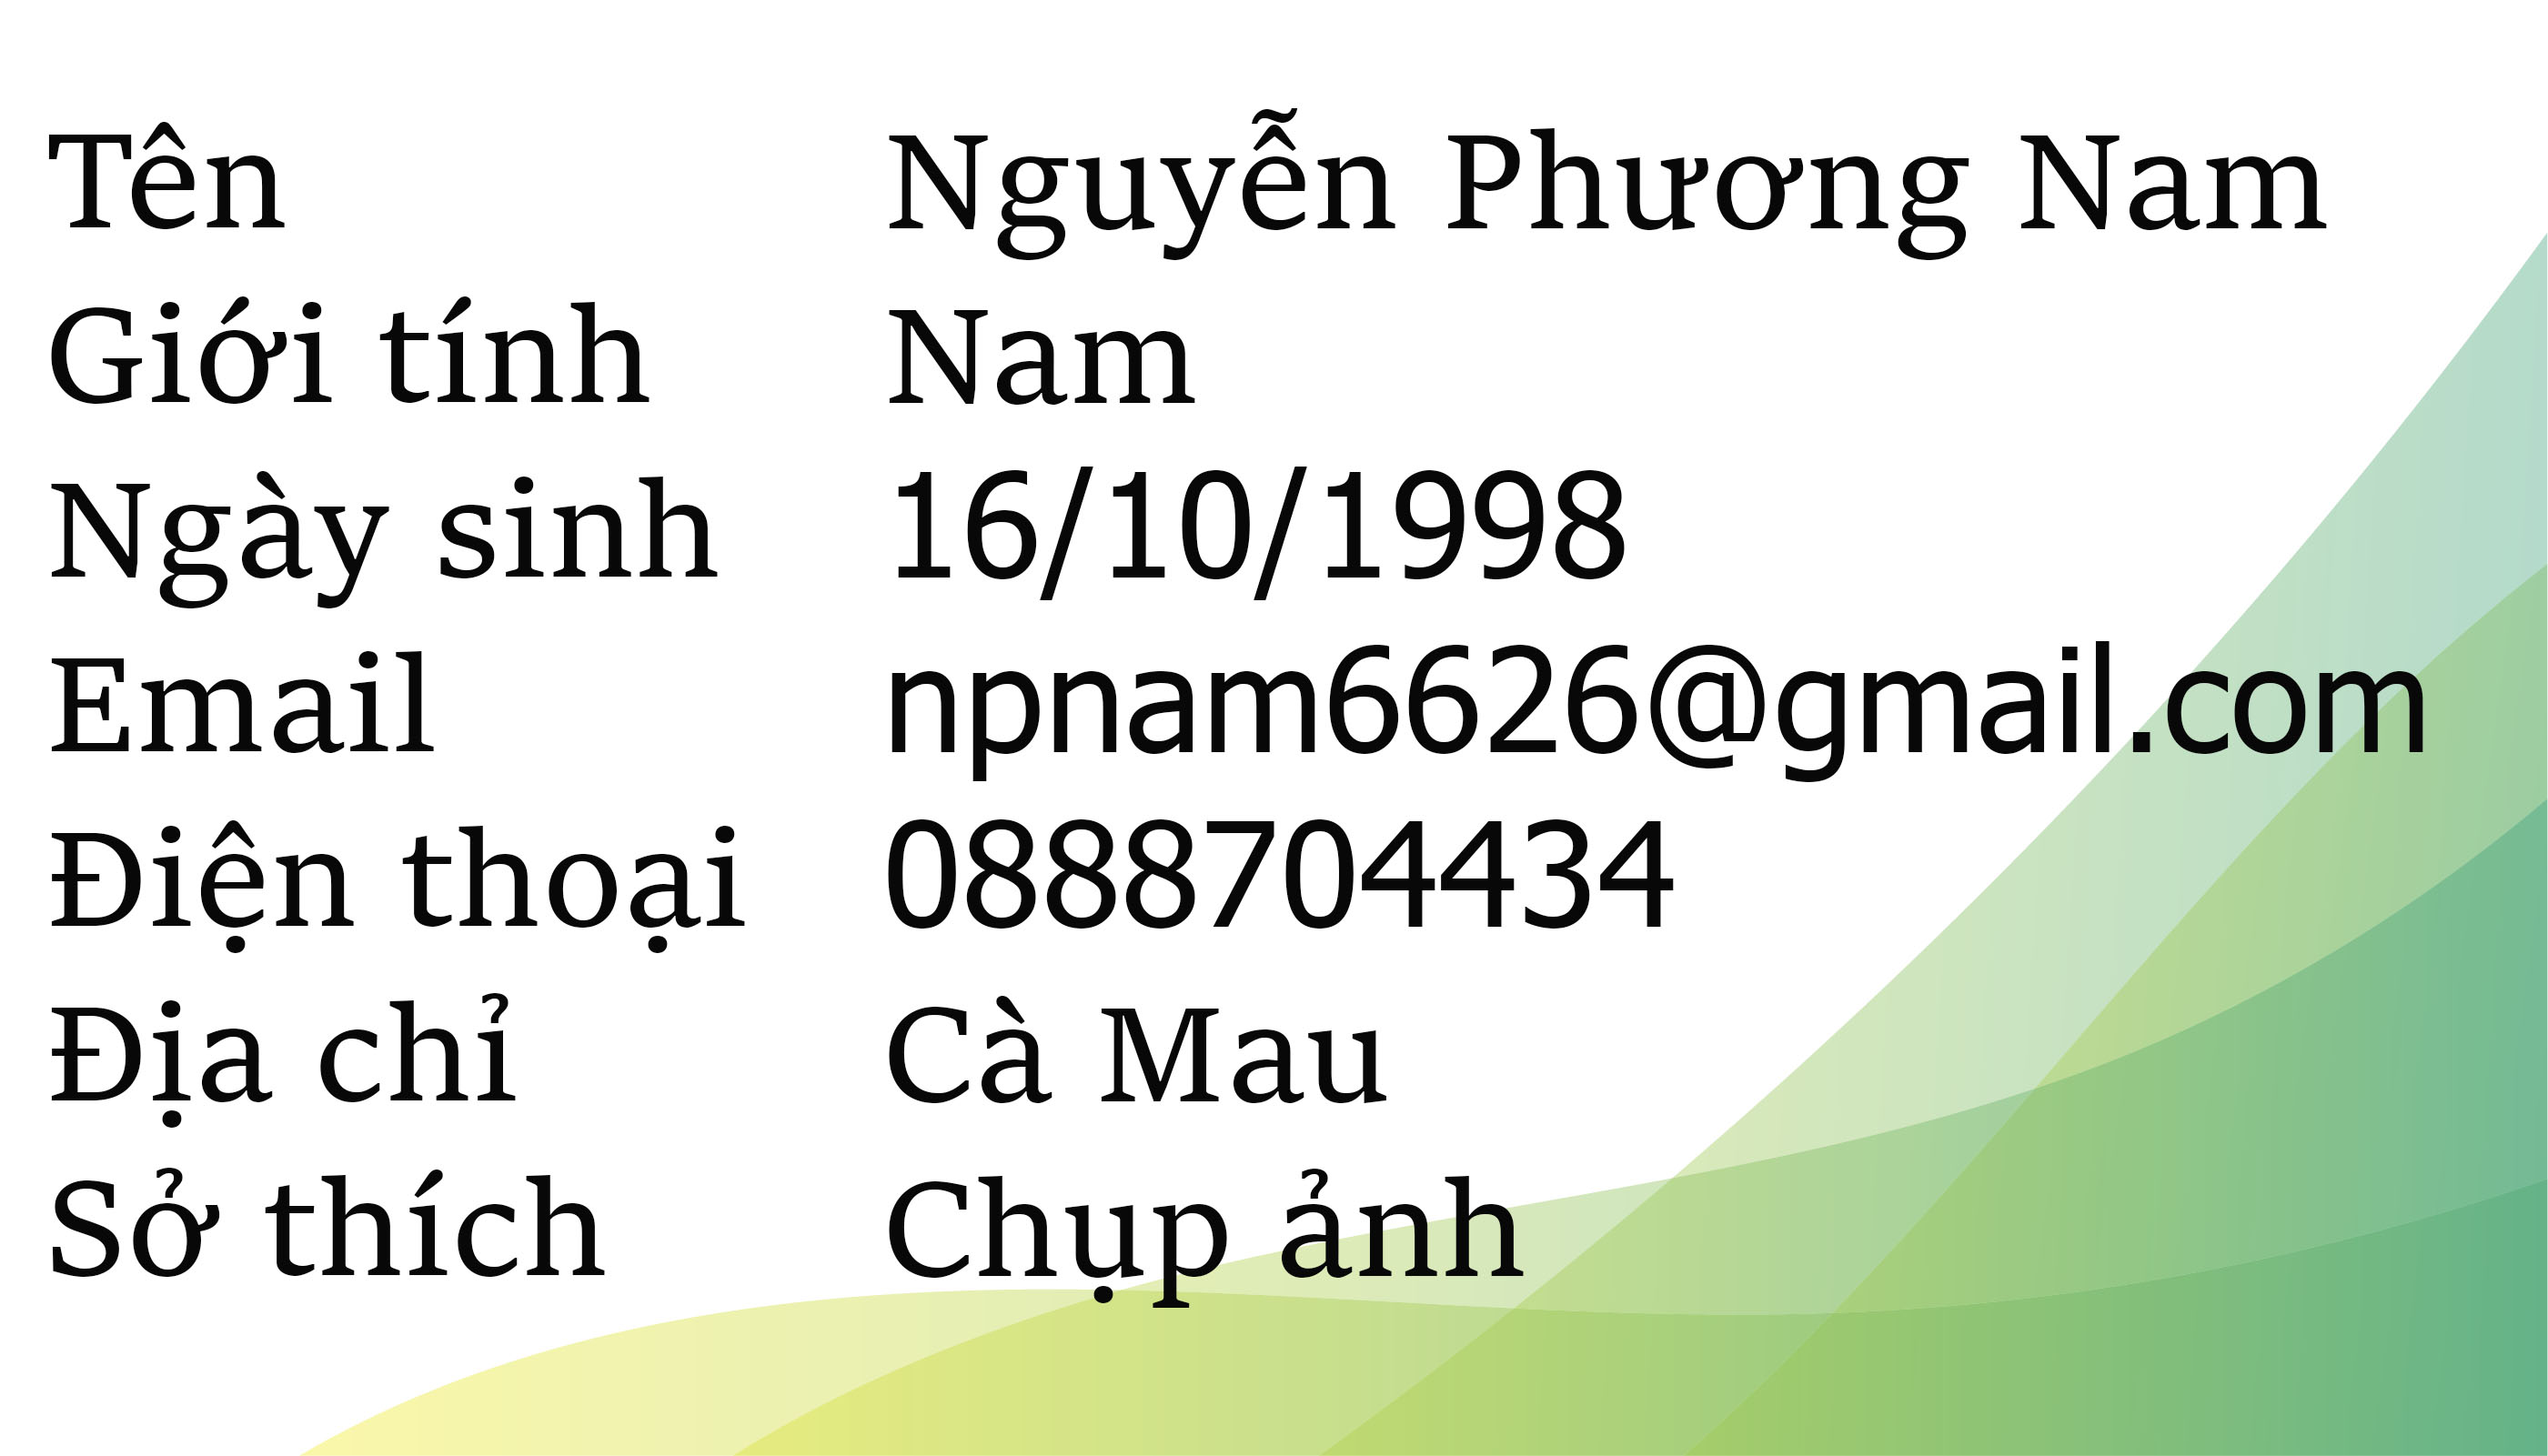 Tên Nguyễn Phương Nam
Giới tính Nam
Ngày sinh 16/10/1998
Email npnam6626@gmail.com
Điện thoại 0888704434
Địa chỉ Cà Mau
Sở thích Chụp ảnh